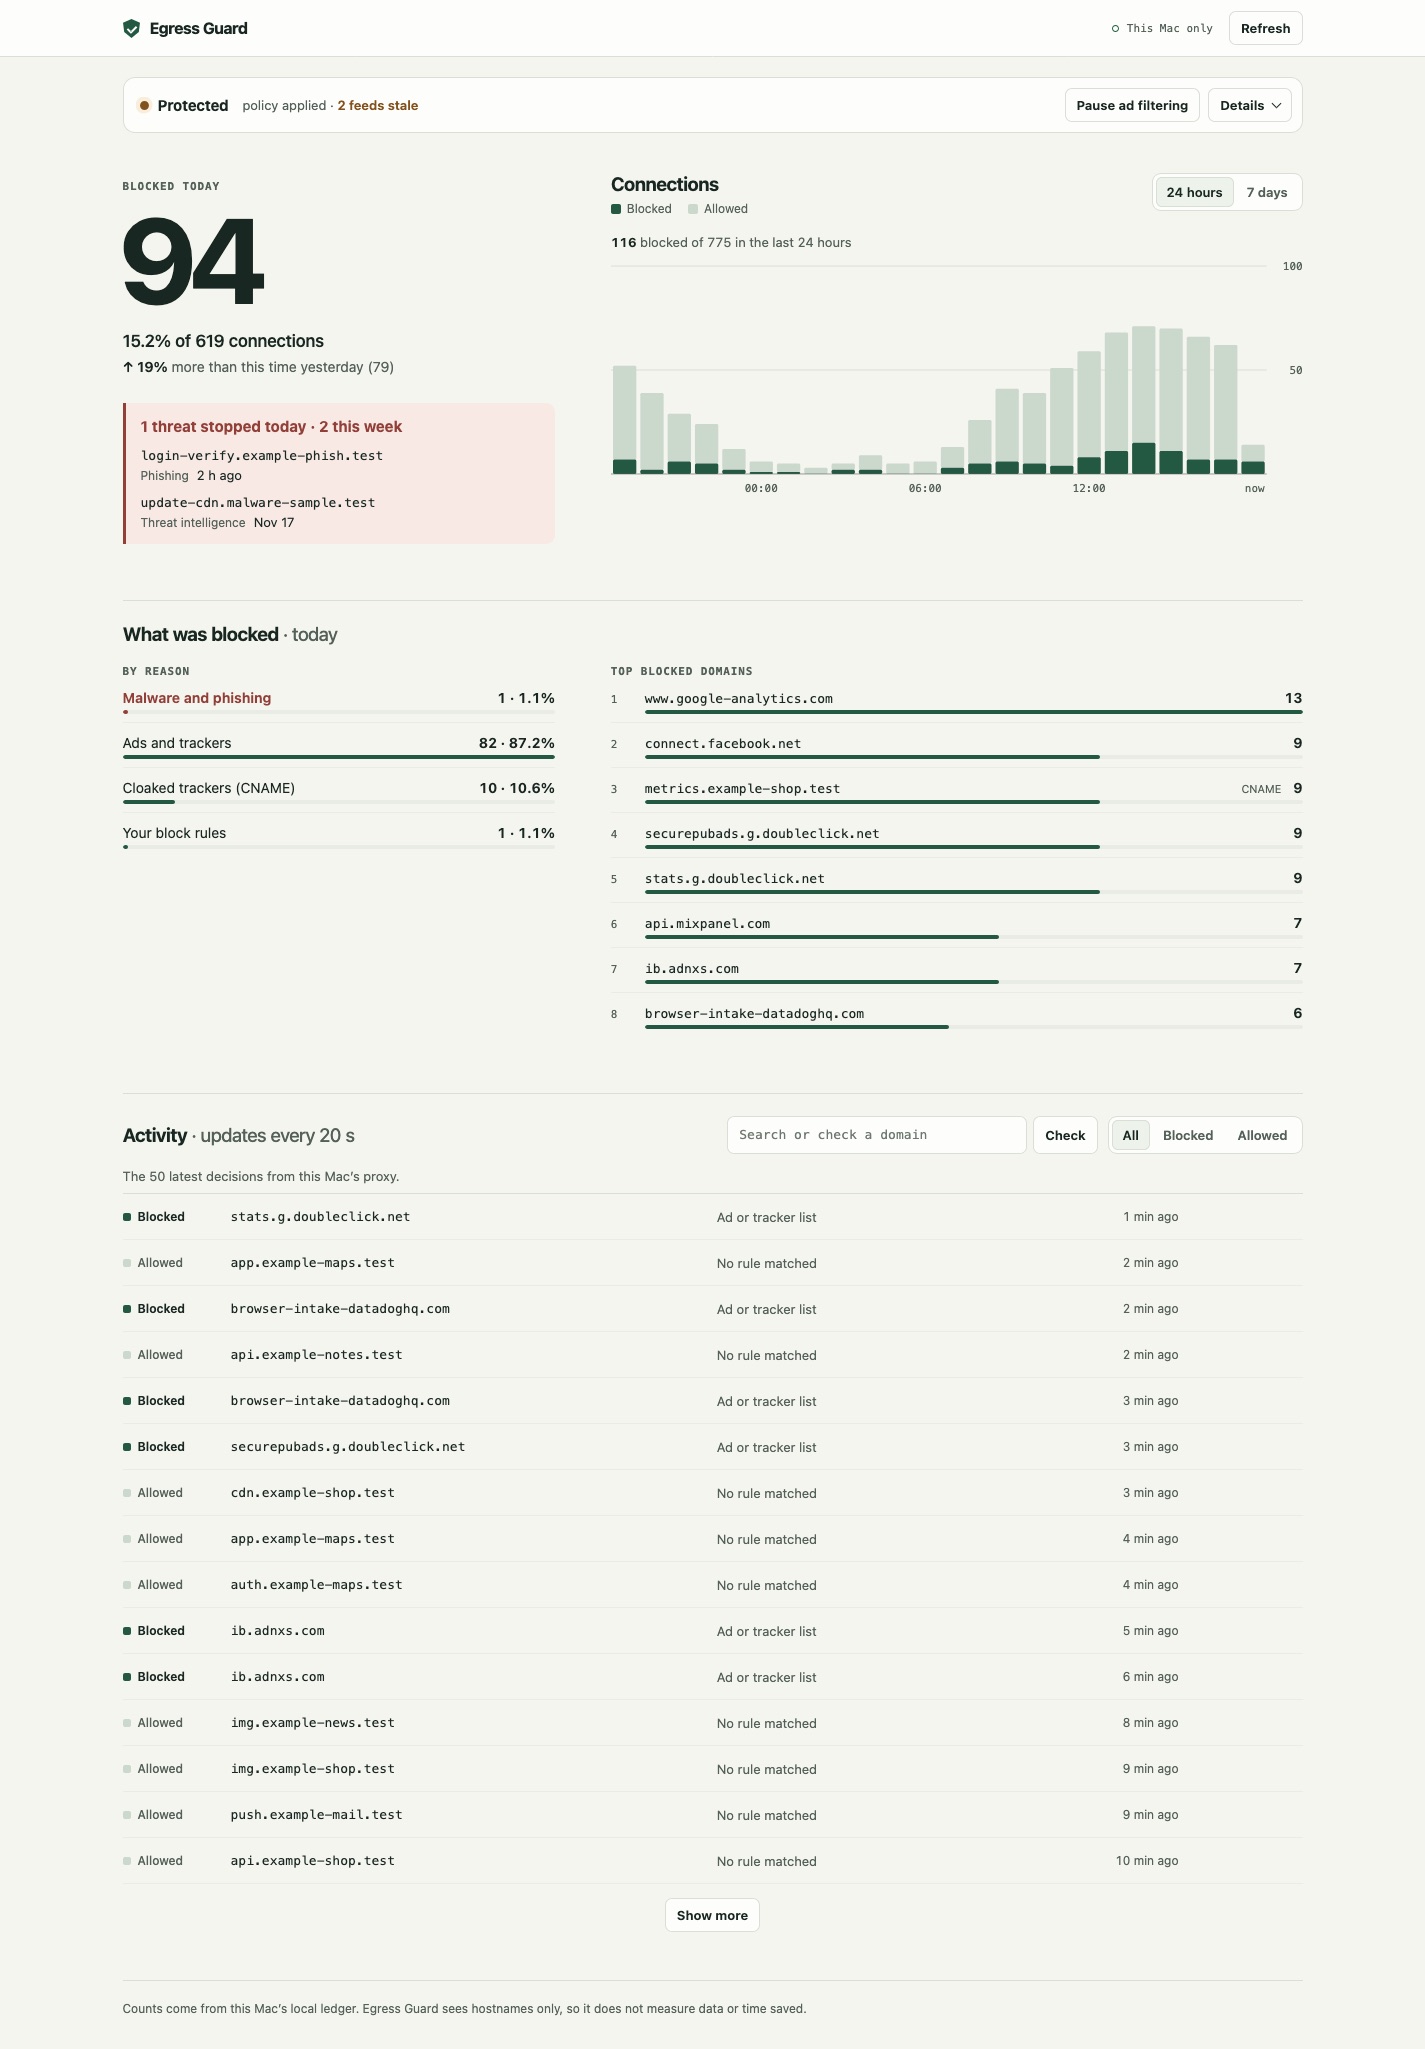 Egress Guard
This Mac only
Refresh
Protected policy applied · 2 feeds stale
Pause ad filtering
Details
BLOCKED TODAY
94
15.2% of 619 connections
↑ 19% more than this time yesterday (79)
1 threat stopped today · 2 this week
login-verify.example-phish.test
Phishing 2 h ago
update-cdn.malware-sample.test
Threat intelligence Nov 17
Connections
24 hours 7 days
Blocked Allowed
116 blocked of 775 in the last 24 hours
100
50
00:00 06:00 12:00 now
What was blocked · today
BY REASON
Malware and phishing 1 · 1.1%
Ads and trackers 82 · 87.2%
Cloaked trackers (CNAME) 10 · 10.6%
Your block rules 1 · 1.1%
TOP BLOCKED DOMAINS
1 www.google-analytics.com 13
2 connect.facebook.net 9
3 metrics.example-shop.test CNAME 9
4 securepubads.g.doubleclick.net 9
5 stats.g.doubleclick.net 9
6 api.mixpanel.com 7
7 ib.adnxs.com 7
8 browser-intake-datadoghq.com 6
Activity · updates every 20 s
Search or check a domain
Check
All Blocked Allowed
The 50 latest decisions from this Mac's proxy.
Blocked stats.g.doubleclick.net Ad or tracker list 1 min ago
Allowed app.example-maps.test No rule matched 2 min ago
Blocked browser-intake-datadoghq.com Ad or tracker list 2 min ago
Allowed api.example-notes.test No rule matched 2 min ago
Blocked browser-intake-datadoghq.com Ad or tracker list 3 min ago
Blocked securepubads.g.doubleclick.net Ad or tracker list 3 min ago
Allowed cdn.example-shop.test No rule matched 3 min ago
Allowed app.example-maps.test No rule matched 4 min ago
Allowed auth.example-maps.test No rule matched 4 min ago
Blocked ib.adnxs.com Ad or tracker list 5 min ago
Blocked ib.adnxs.com Ad or tracker list 6 min ago
Allowed img.example-news.test No rule matched 8 min ago
Allowed img.example-shop.test No rule matched 9 min ago
Allowed push.example-mail.test No rule matched 9 min ago
Allowed api.example-shop.test No rule matched 10 min ago
Show more
Counts come from this Mac's local ledger. Egress Guard sees hostnames only, so it does not measure data or time saved.